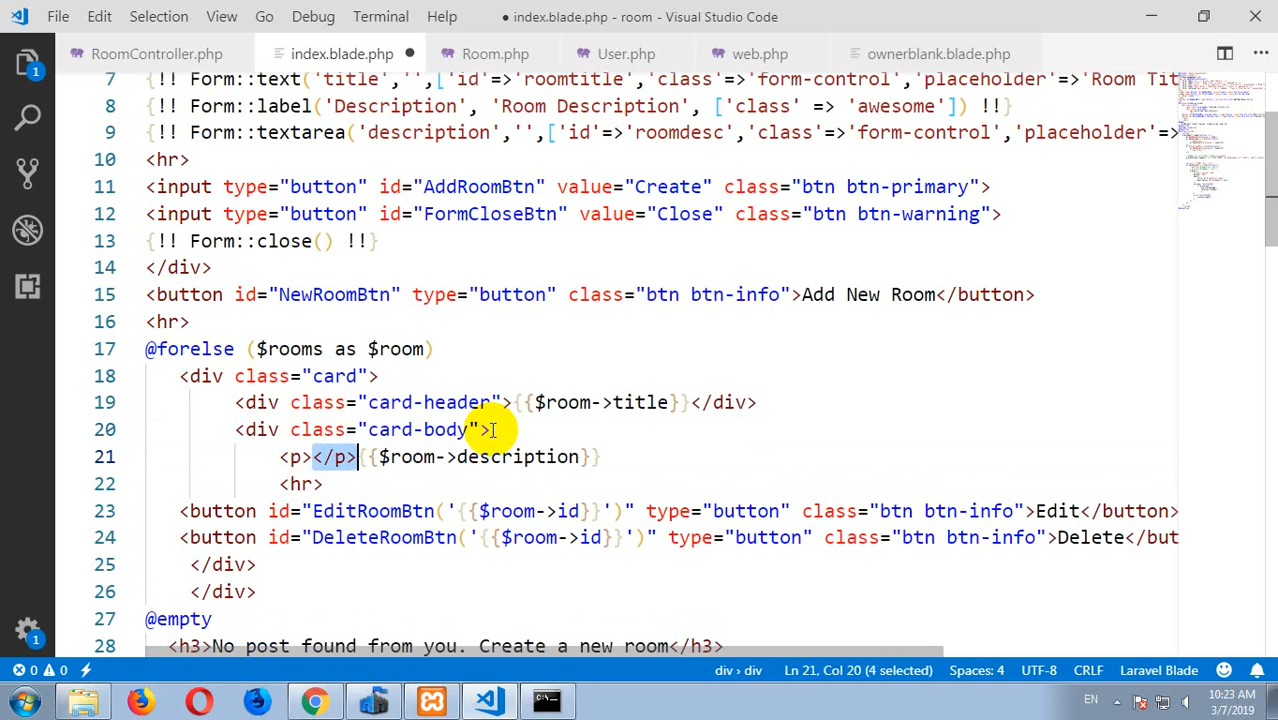 File Edit Selection View Go Debug Terminal Help ● index.blade.php - room - Visual Studio Code
RoomController.php index.blade.php ● Room.php User.php web.php ownerblank.blade.php
1
7 {!! Form::text('title','',['id'=>'roomtitle','class'=>'form-control','placeholder'=>'Room Tit
8 {!! Form::label('Description', 'Room Description', ['class' => 'awesome']) !!}
9 {!! Form::textarea('description','',['id'=>'roomdesc','class'=>'form-control','placeholder'=>
10 <hr>
11 <input type="button" id="AddRoomBtn" value="Create" class="btn btn-primary">
12 <input type="button" id="FormCloseBtn" value="Close" class="btn btn-warning">
13 {!! Form::close() !!}
14 </div>
15 <button id="NewRoomBtn" type="button" class="btn btn-info">Add New Room</button>
16 <hr>
17 @forelse ($rooms as $room)
18 <div class="card">
19 <div class="card-header">{{$room->title}}</div>
20 <div class="card-body">
21 <p></p>{{$room->description}}
22 <hr>
23 <button id="EditRoomBtn('{{$room->id}}')" type="button" class="btn btn-info">Edit</button>
24 <button id="DeleteRoomBtn('{{$room->id}}')" type="button" class="btn btn-info">Delete</but
25 </div>
26 </div>
27 @empty
28 <h3>No post found from you. Create a new room</h3>
1
0 0 div › div Ln 21, Col 20 (4 selected) Spaces: 4 UTF-8 CRLF Laravel Blade
EN 10:23 AM
3/7/2019